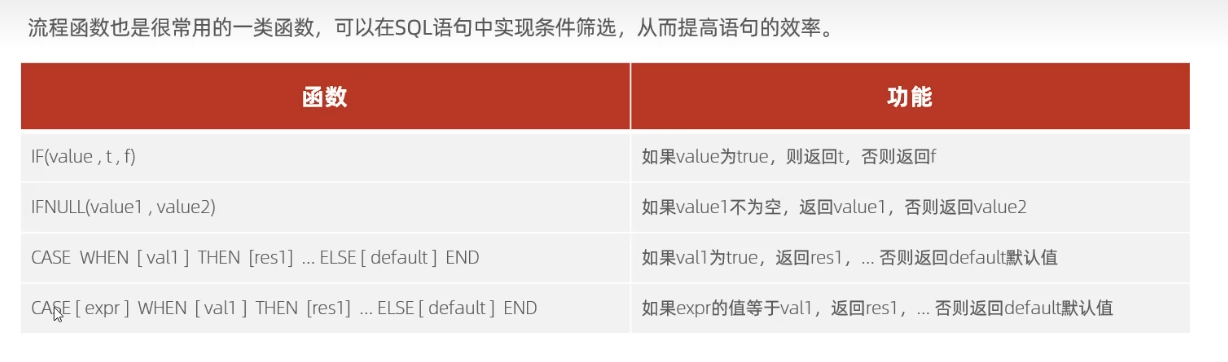 流程函数也是很常用的一类函数，可以在SQL语句中实现条件筛选，从而提高语句的效率。
函数 功能
IF(value , t , f) 如果value为true，则返回t，否则返回f
IFNULL(value1 , value2) 如果value1不为空，返回value1，否则返回value2
CASE WHEN [ val1 ] THEN [res1] ... ELSE [ default ] END 如果val1为true，返回res1，... 否则返回default默认值
CASE [ expr ] WHEN [ val1 ] THEN [res1] ... ELSE [ default ] END 如果expr的值等于val1，返回res1，... 否则返回default默认值